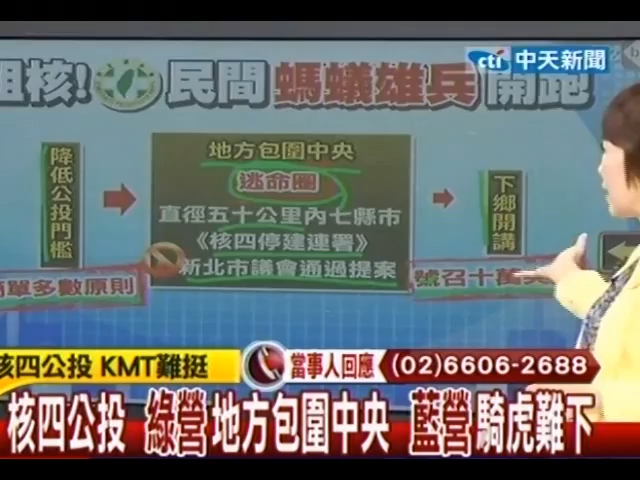 cti 中天新聞
阻核! 民間 螞蟻雄兵 開跑
降低公投門檻
簡單多數原則
地方包圍中央
逃命圈
直徑五十公里內七縣市
《核四停建連署》
新北市議會通過提案
下鄉開講
號召十萬
核四公投 KMT難挺
當事人回應 (02)6606-2688
核四公投 綠營地方包圍中央 藍營騎虎難下